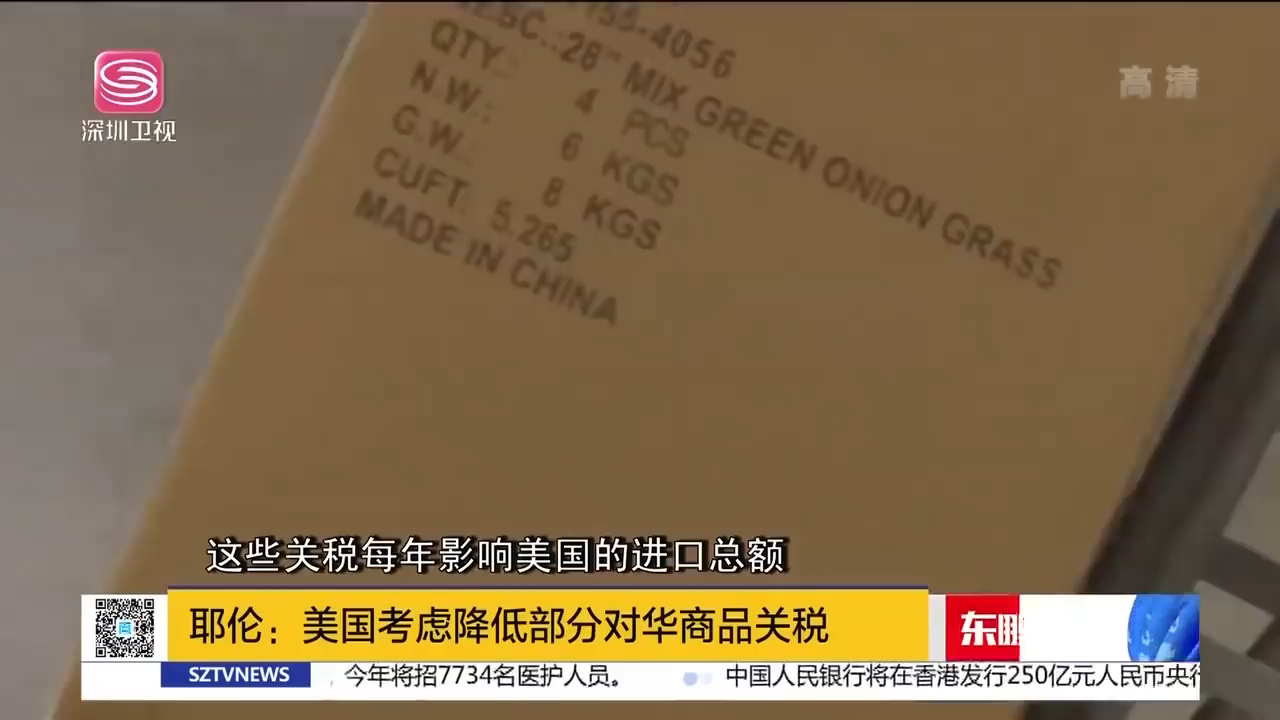 4056
QTY.:
28" MIX GREEN ONION GRASS
N.W.: 4 PCS
G.W.: 6 KGS
CUFT: 8 KGS
5.265
MADE IN CHINA
深圳卫视
高清
这些关税每年影响美国的进口总额
耶伦：美国考虑降低部分对华商品关税
东鹏
SZTVNEWS
今年将招7734名医护人员。
中国人民银行将在香港发行250亿元人民币央行